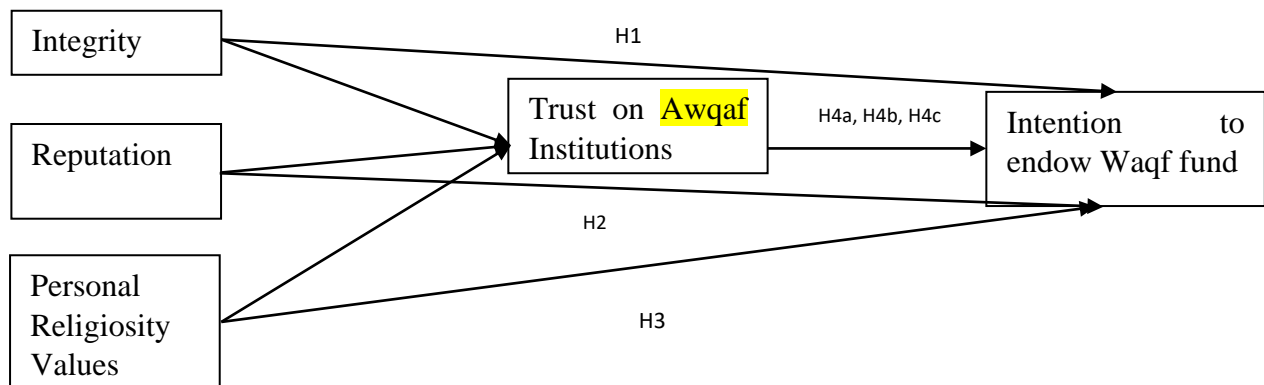 Integrity
H1
Trust on Awqaf
Institutions
H4a, H4b, H4c
Intention to
endow Waqf fund
Reputation
H2
Personal
Religiosity
Values
H3